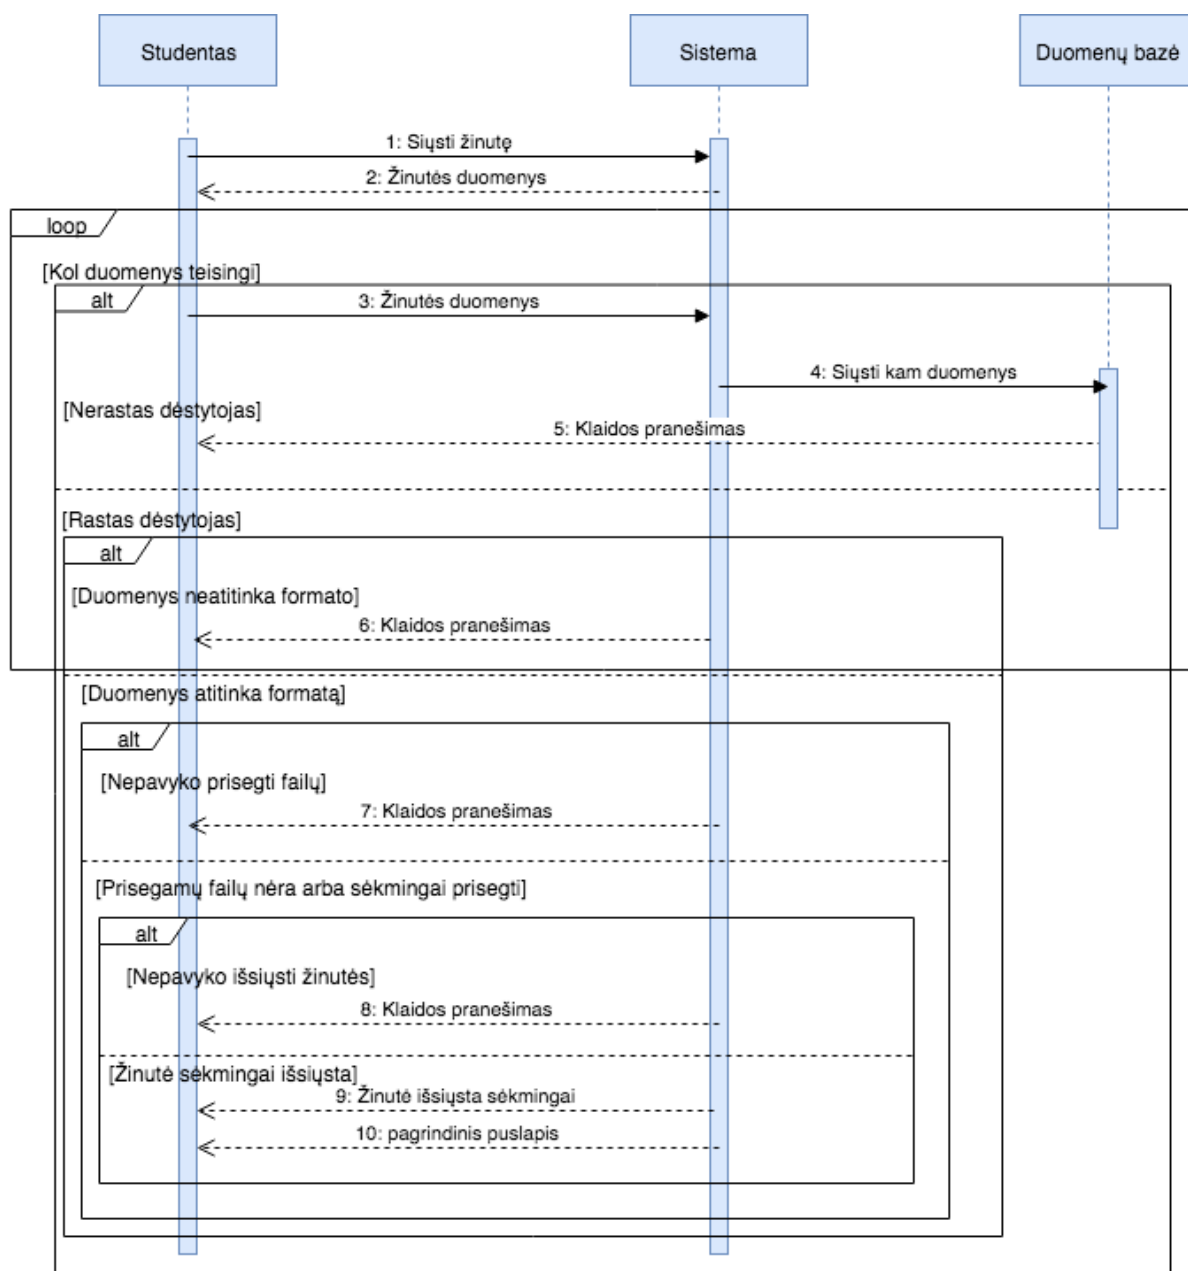 Studentas
Sistema
Duomenų bazė
1: Siųsti žinutę
2: Žinutės duomenys
loop
[Kol duomenys teisingi]
alt
3: Žinutės duomenys
4: Siųsti kam duomenys
[Nerastas dėstytojas]
5: Klaidos pranešimas
[Rastas dėstytojas]
alt
[Duomenys neatitinka formato]
6: Klaidos pranešimas
[Duomenys atitinka formatą]
alt
[Nepavyko prisegti failų]
7: Klaidos pranešimas
[Prisegamų failų nėra arba sėkmingai prisegti]
alt
[Nepavyko išsiųsti žinutės]
8: Klaidos pranešimas
[Žinutė sėkmingai išsiųsta]
9: Žinutė išsiųsta sėkmingai
10: pagrindinis puslapis